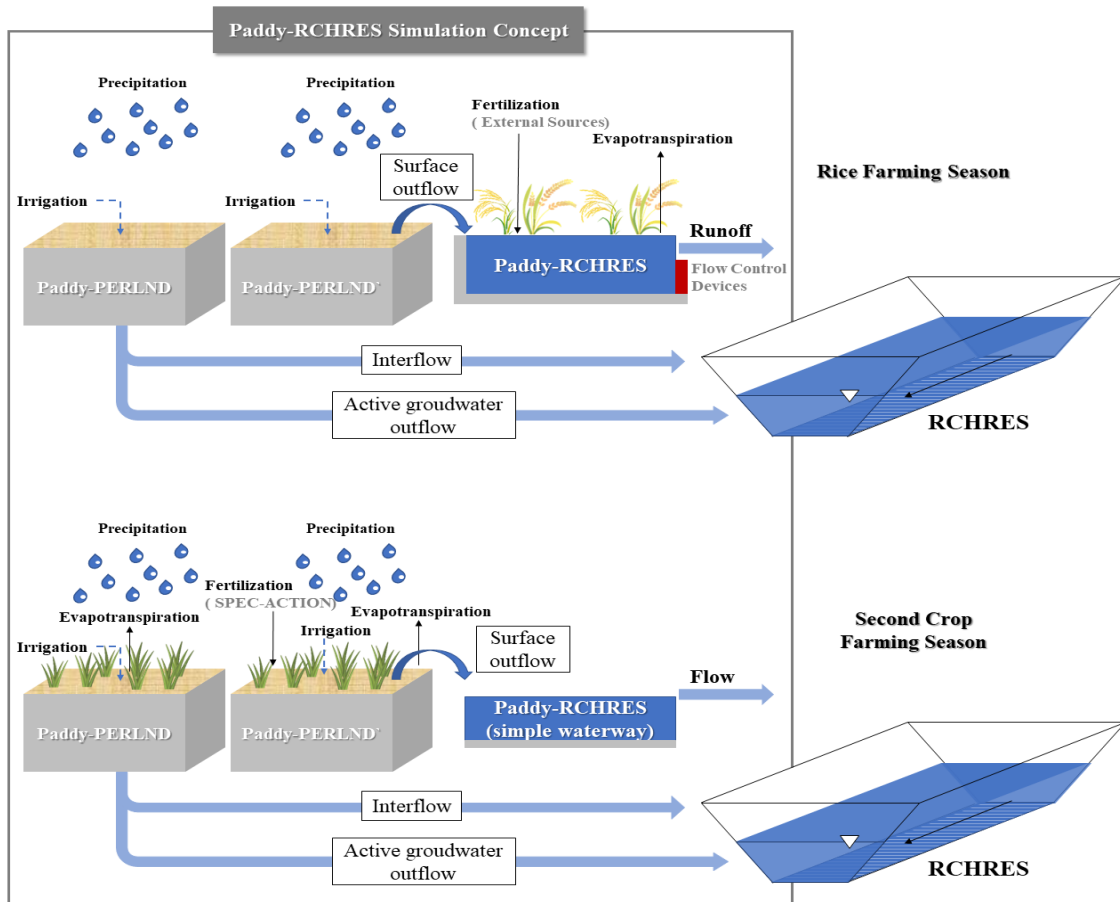 Paddy-RCHRES Simulation Concept
Precipitation
Precipitation
Fertilization
( External Sources)
Evapotranspiration
Surface
outflow
Rice Farming Season
Irrigation
Irrigation
Runoff
Paddy-PERLND
Paddy-PERLND'
Paddy-RCHRES
Flow Control
Devices
Interflow
Active groudwater
outflow
RCHRES
Precipitation
Precipitation
Fertilization
( SPEC-ACTION)
Evapotranspiration
Evapotranspiration
Irrigation
Irrigation
Surface
outflow
Second Crop
Farming Season
Flow
Paddy-PERLND
Paddy-PERLND'
Paddy-RCHRES
(simple waterway)
Interflow
Active groudwater
outflow
RCHRES